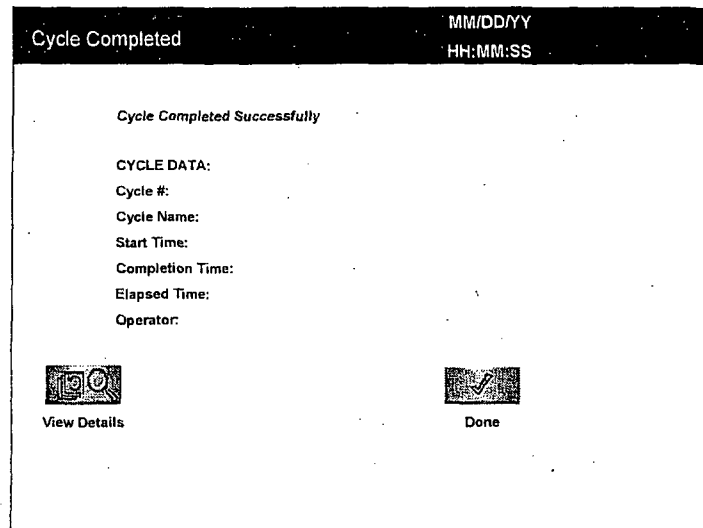 Cycle Completed
MM/DD/YY
HH:MM:SS
Cycle Completed Successfully
CYCLE DATA:
Cycle #:
Cycle Name:
Start Time:
Completion Time:
Elapsed Time:
Operator:
View Details
Done